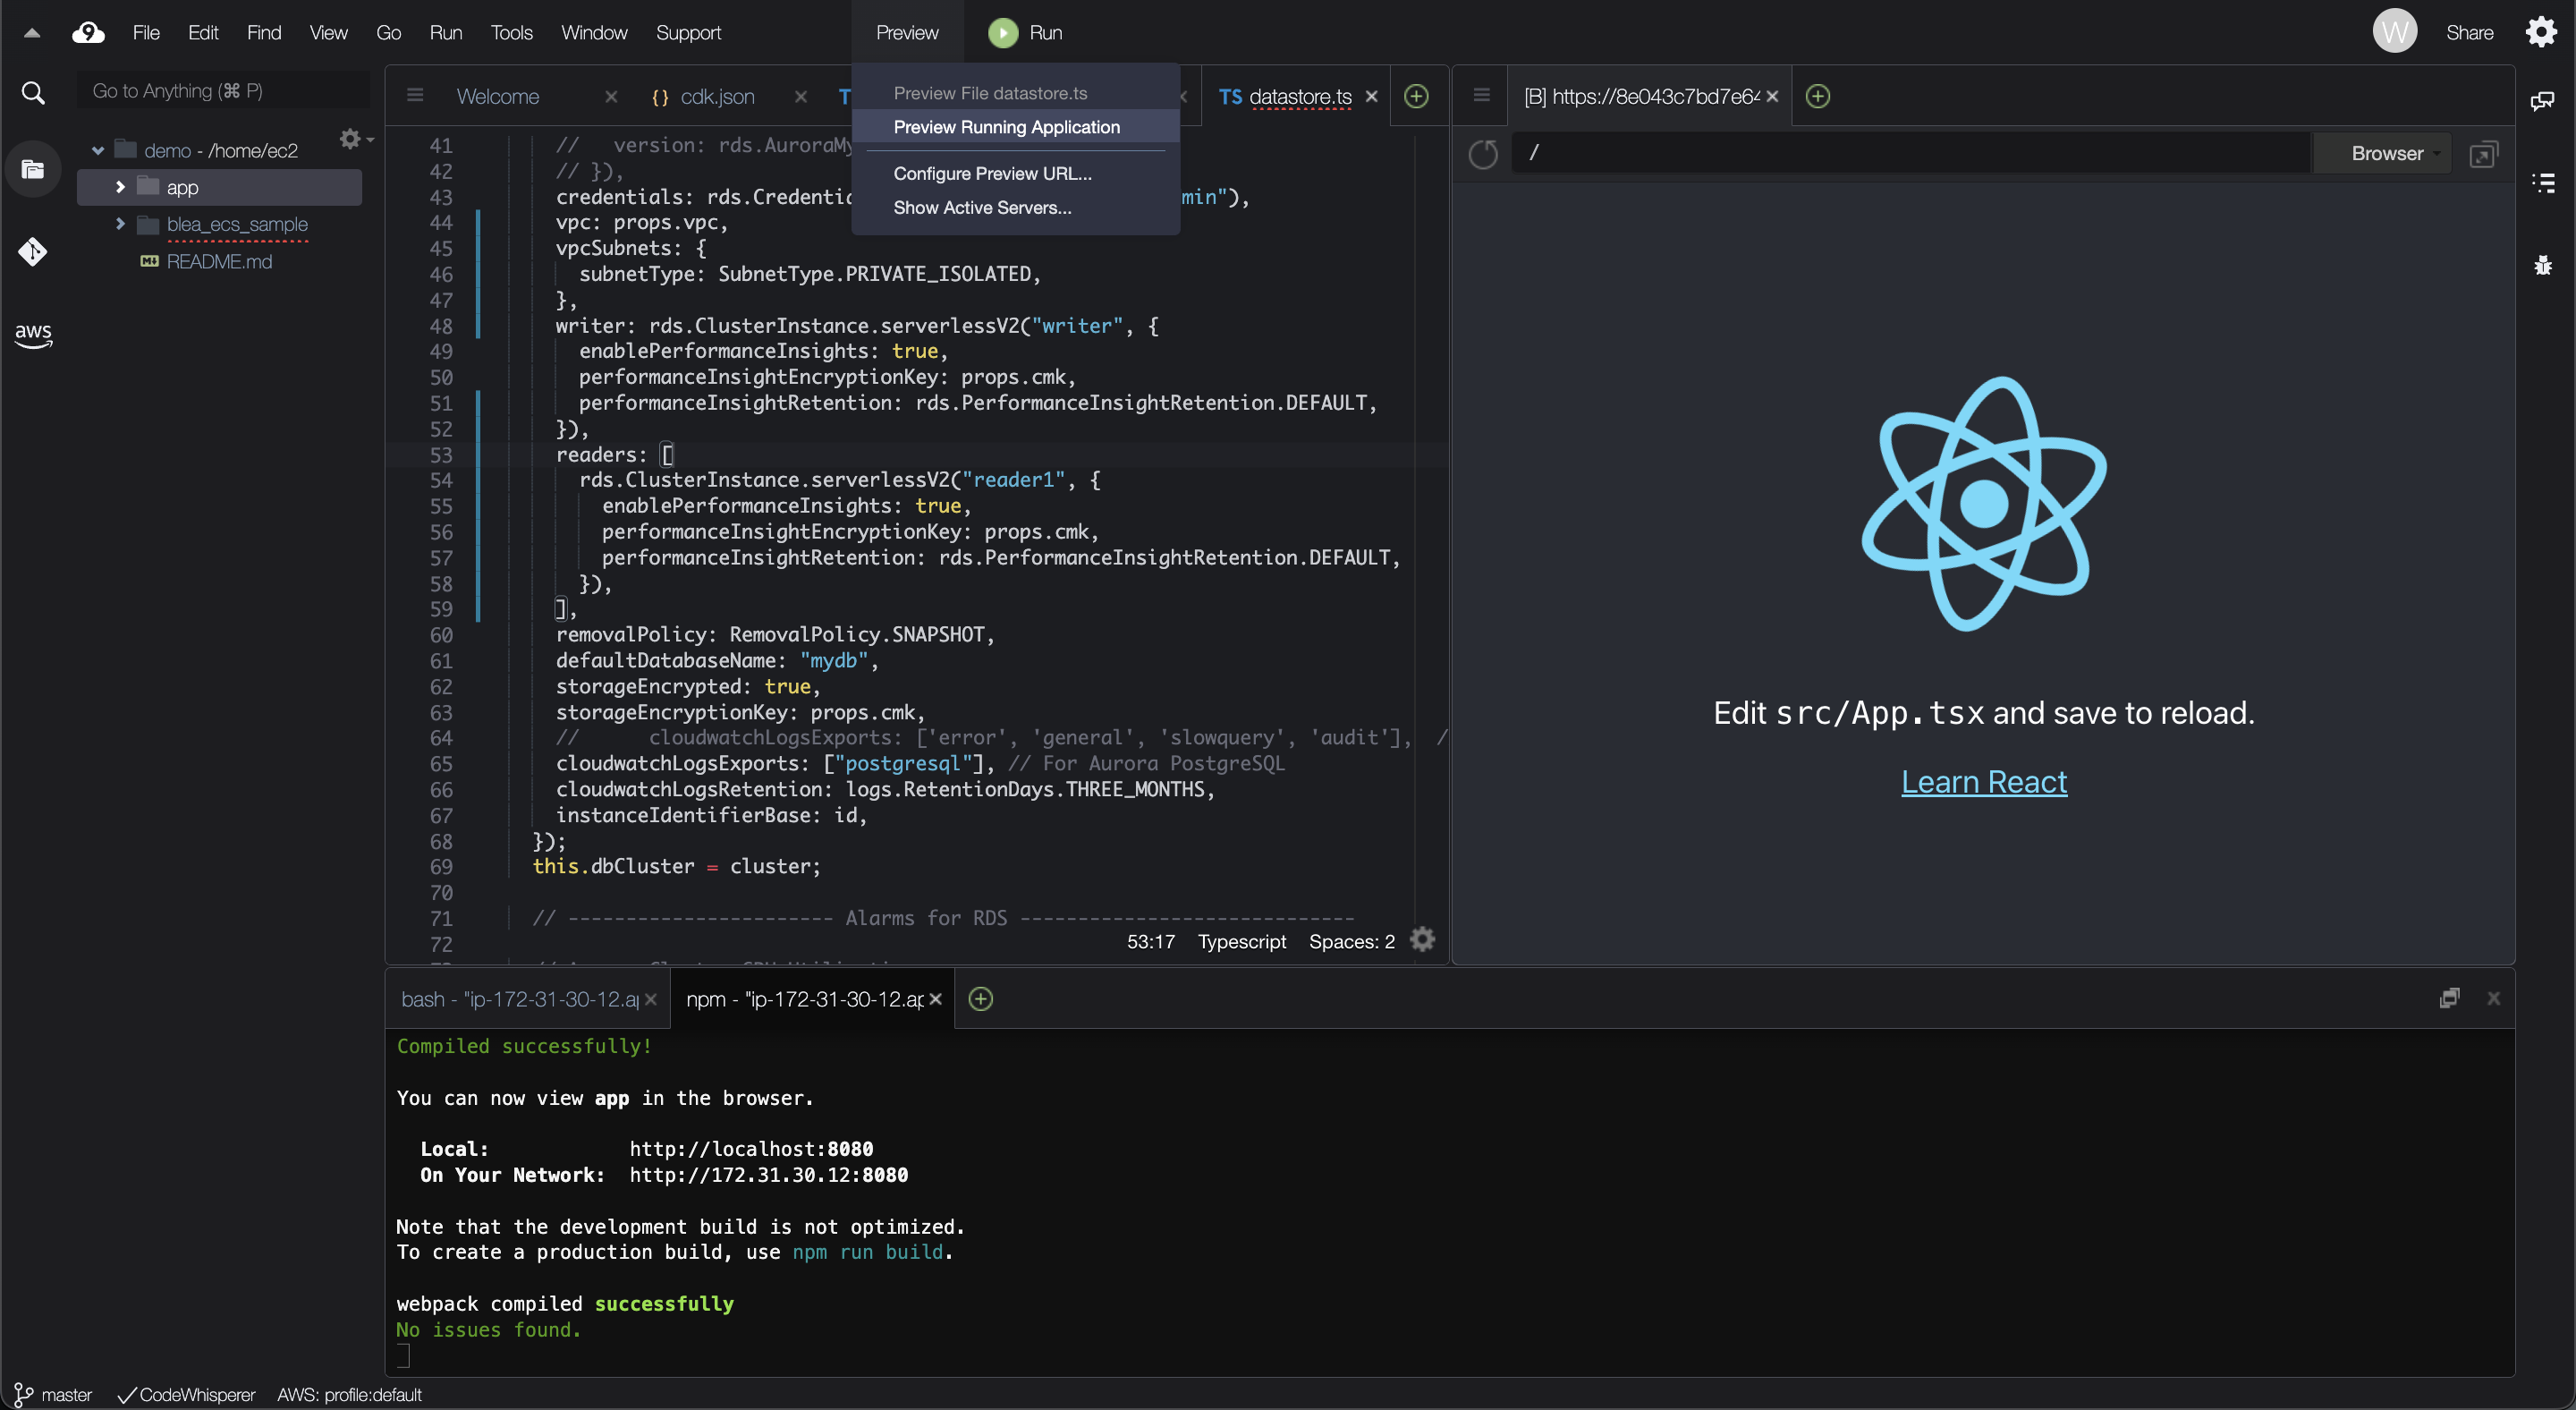 File Edit Find View Go Run Tools Window Support Preview Run W Share
Go to Anything (⌘ P)
demo - /home/ec2
app
blea_ecs_sample
README.md
aws
Welcome
{} cdk.json
TS datastore.ts
Preview File datastore.ts
Preview Running Application
Configure Preview URL...
Show Active Servers...
41 // version: rds.AuroraMy
42 // }),
43 credentials: rds.Credentia min"),
44 vpc: props.vpc,
45 vpcSubnets: {
46 subnetType: SubnetType.PRIVATE_ISOLATED,
47 },
48 writer: rds.ClusterInstance.serverlessV2("writer", {
49 enablePerformanceInsights: true,
50 performanceInsightEncryptionKey: props.cmk,
51 performanceInsightRetention: rds.PerformanceInsightRetention.DEFAULT,
52 }),
53 readers: [
54 rds.ClusterInstance.serverlessV2("reader1", {
55 enablePerformanceInsights: true,
56 performanceInsightEncryptionKey: props.cmk,
57 performanceInsightRetention: rds.PerformanceInsightRetention.DEFAULT,
58 }),
59 ],
60 removalPolicy: RemovalPolicy.SNAPSHOT,
61 defaultDatabaseName: "mydb",
62 storageEncrypted: true,
63 storageEncryptionKey: props.cmk,
64 // cloudwatchLogsExports: ['error', 'general', 'slowquery', 'audit'], /
65 cloudwatchLogsExports: ["postgresql"], // For Aurora PostgreSQL
66 cloudwatchLogsRetention: logs.RetentionDays.THREE_MONTHS,
67 instanceIdentifierBase: id,
68 });
69 this.dbCluster = cluster;
70
71 // ----------------------- Alarms for RDS -----------------------------
72
53:17 Typescript Spaces: 2
[B] https://8e043c7bd7e64
/
Browser
Edit src/App.tsx and save to reload.
Learn React
bash - "ip-172-31-30-12.a
npm - "ip-172-31-30-12.ap
Compiled successfully!
You can now view app in the browser.
Local: http://localhost:8080
On Your Network: http://172.31.30.12:8080
Note that the development build is not optimized.
To create a production build, use npm run build.
webpack compiled successfully
No issues found.
master CodeWhisperer AWS: profile:default